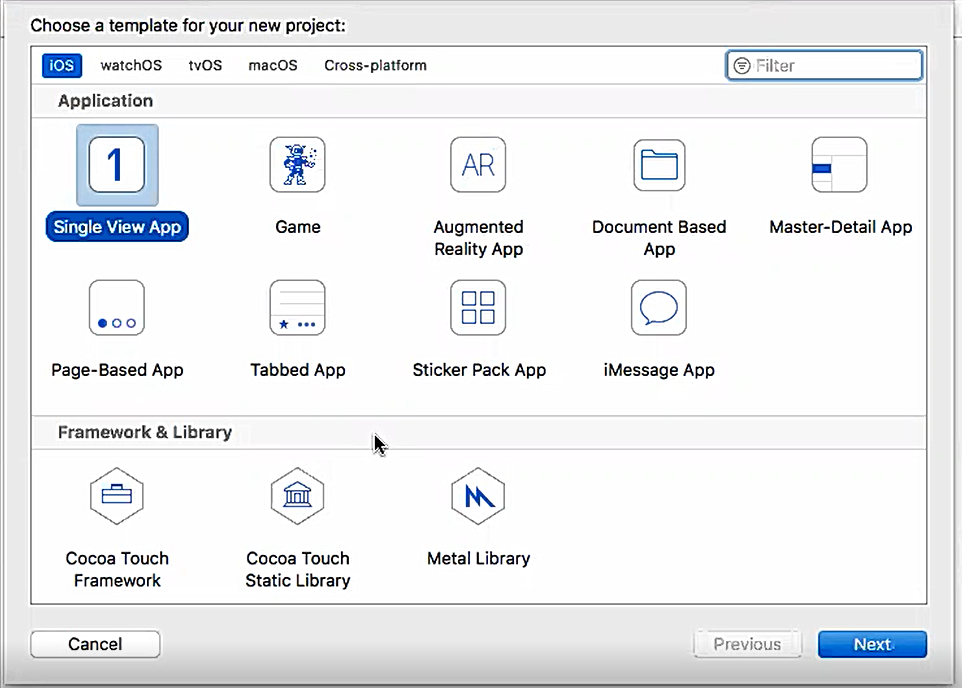 Choose a template for your new project:
iOS watchOS tvOS macOS Cross-platform Filter
Application
1
AR
Single View App Game Augmented Document Based Master-Detail App
Reality App App
Page-Based App Tabbed App Sticker Pack App iMessage App
Framework & Library
Cocoa Touch Cocoa Touch Metal Library
Framework Static Library
Cancel Previous Next